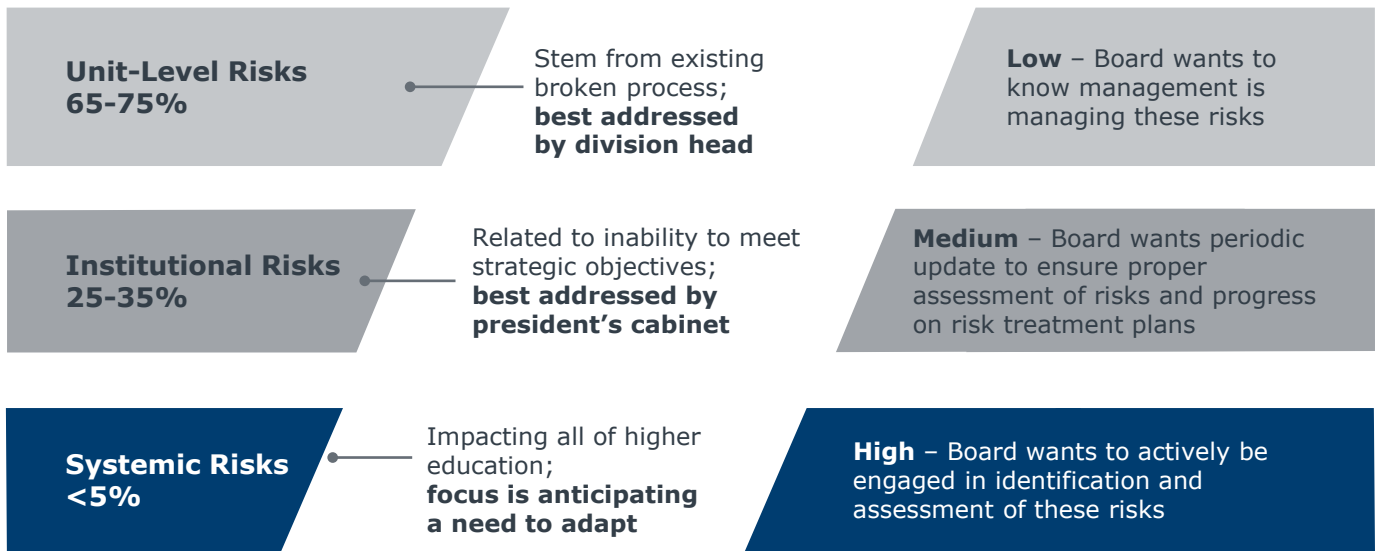 Unit-Level Risks
65-75%
Stem from existing
broken process;
best addressed
by division head
Low – Board wants to
know management is
managing these risks
Institutional Risks
25-35%
Related to inability to meet
strategic objectives;
best addressed by
president’s cabinet
Medium – Board wants periodic
update to ensure proper
assessment of risks and progress
on risk treatment plans
Systemic Risks
<5%
Impacting all of higher
education;
focus is anticipating
a need to adapt
High – Board wants to actively be
engaged in identification and
assessment of these risks